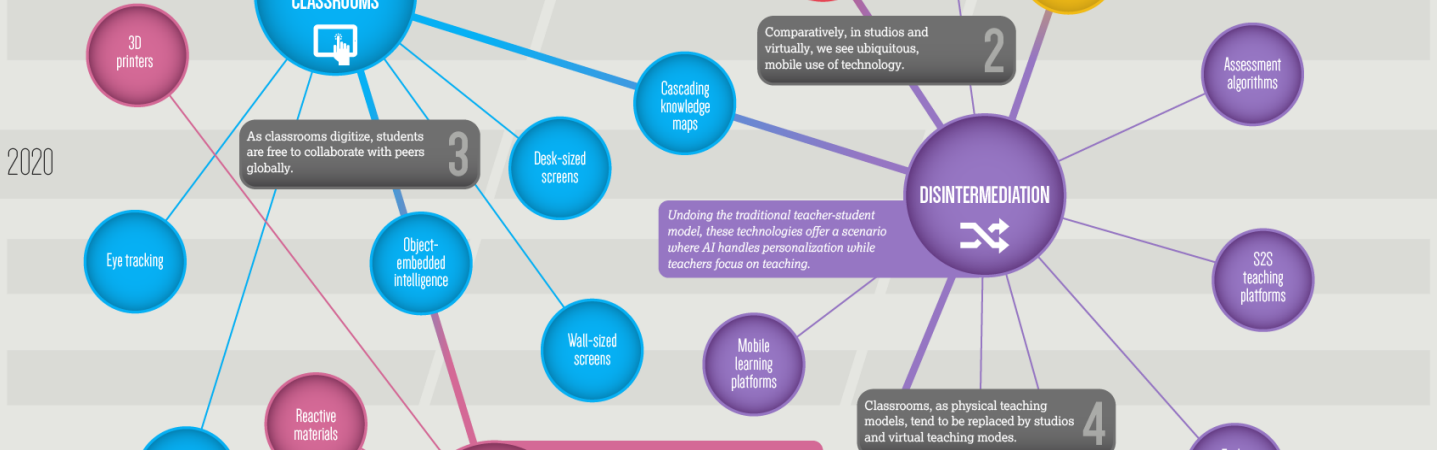 CLASSROOMS
3D
printers
Comparatively, in studios and
virtually, we see ubiquitous,
mobile use of technology.
2
Assessment
algorithms
Cascading
knowledge
maps
2020
As classrooms digitize, students
are free to collaborate with peers
globally.
3
Desk-sized
screens
DISINTERMEDIATION
Undoing the traditional teacher-student
model, these technologies offer a scenario
where AI handles personalization while
teachers focus on teaching.
Eye tracking
Object-
embedded
intelligence
S2S
teaching
platforms
Wall-sized
screens
Mobile
learning
platforms
Reactive
materials
Classrooms, as physical teaching
models, tend to be replaced by studios
and virtual teaching modes.
4